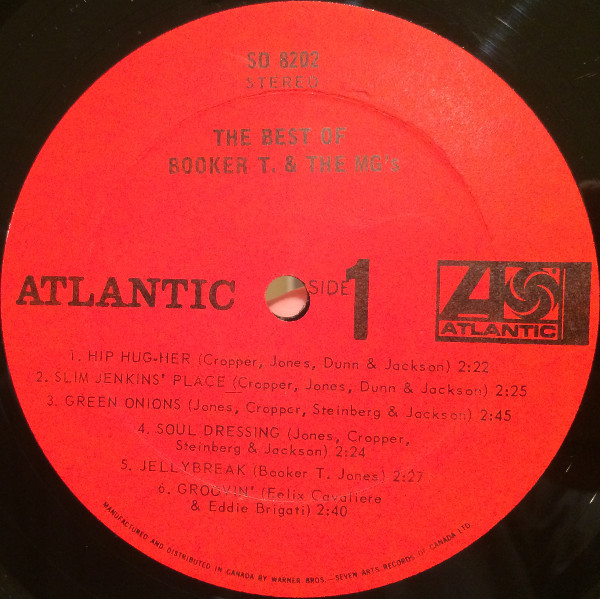 SD 8202
STEREO
THE BEST OF
BOOKER T. & THE MG's
ATLANTIC
SIDE 1
ATLANTIC
1. HIP HUG-HER (Cropper, Jones, Dunn & Jackson) 2:22
2. SLIM JENKINS' PLACE (Cropper, Jones, Dunn & Jackson) 2:25
3. GREEN ONIONS (Jones, Cropper, Steinberg & Jackson) 2:45
4. SOUL DRESSING (Jones, Cropper,
Steinberg & Jackson) 2:24
5. JELLYBREAK (Booker T. Jones) 2:27
6. GROOVIN' (Felix Cavaliere
& Eddie Brigati) 2:40
MANUFACTURED AND DISTRIBUTED IN CANADA BY WARNER BROS.-SEVEN ARTS RECORDS OF CANADA LTD.